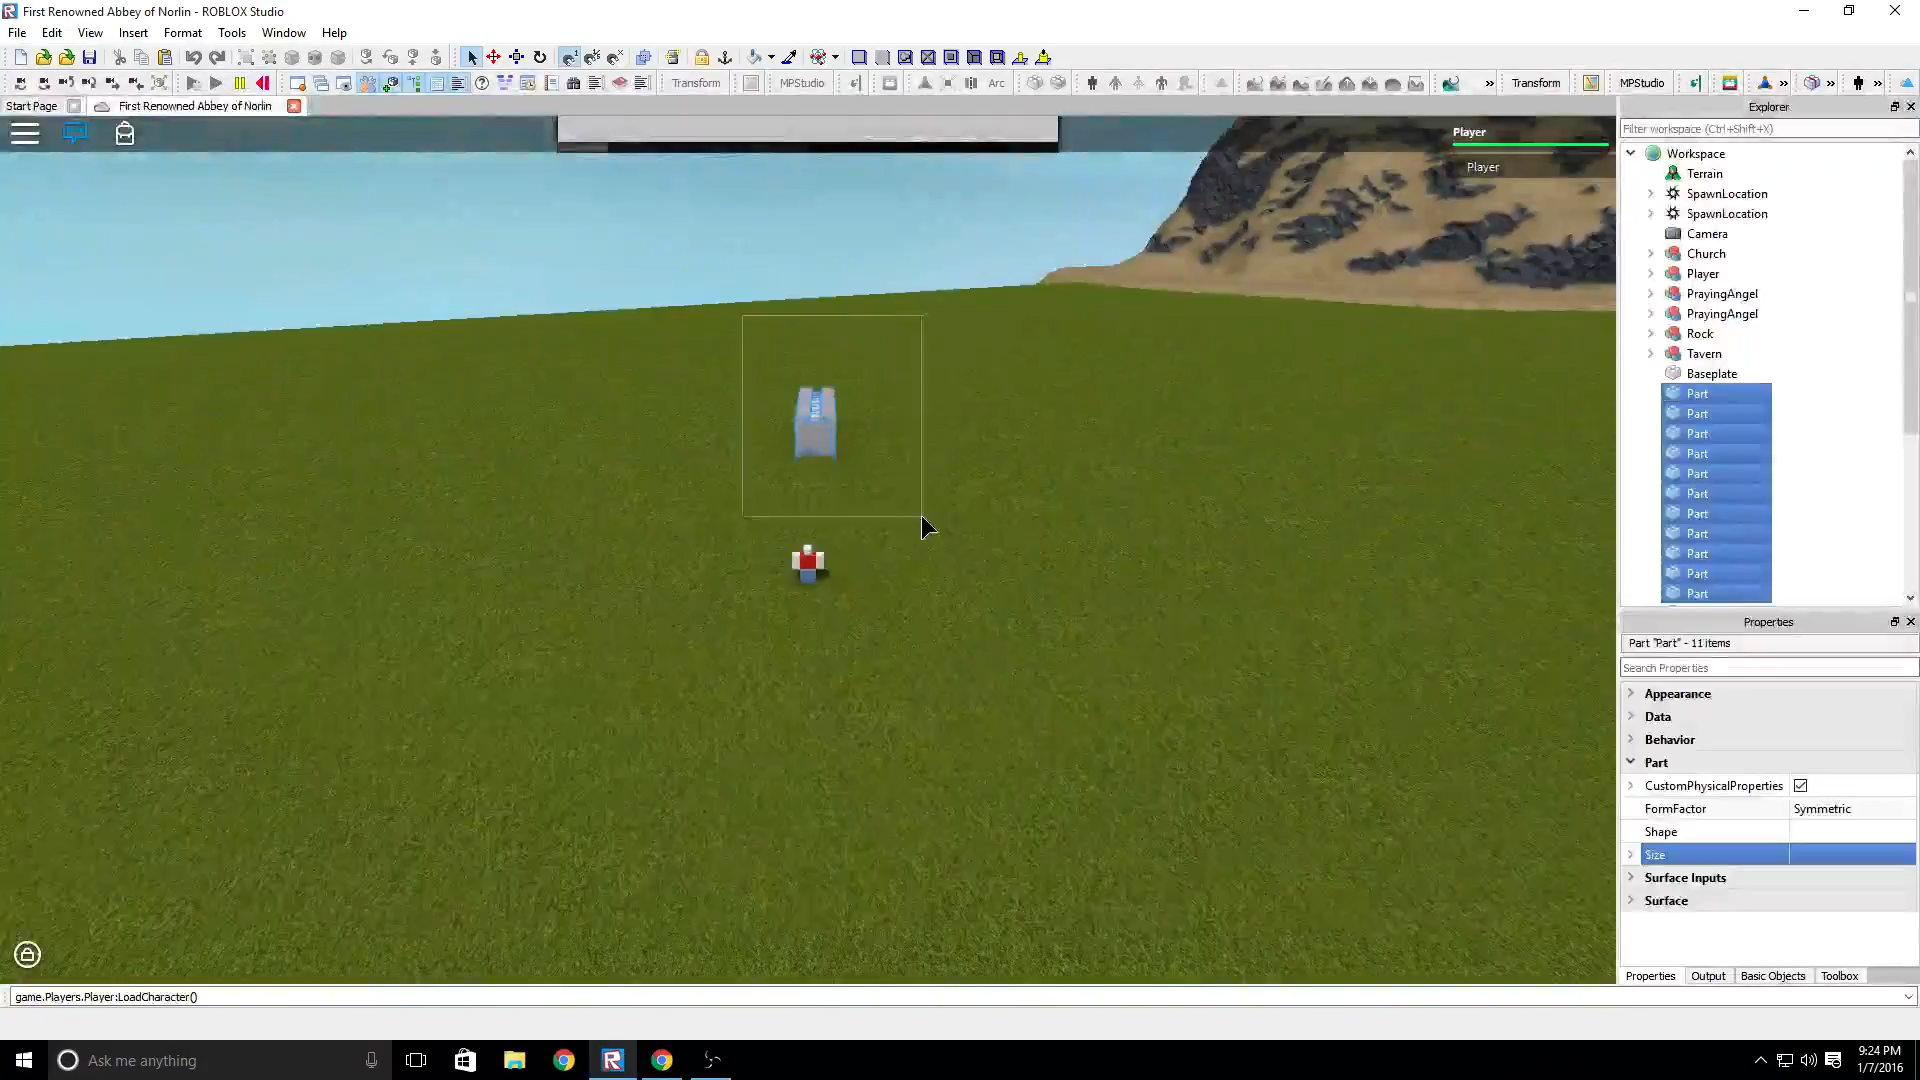 First Renowned Abbey of Norlin - ROBLOX Studio
File Edit View Insert Format Tools Window Help
Transform MPStudio Arc » Transform MPStudio » » »
Start Page First Renowned Abbey of Norlin
Explorer
Filter workspace (Ctrl+Shift+X)
Player
Player
Workspace
Terrain
SpawnLocation
SpawnLocation
Camera
Church
Player
PrayingAngel
PrayingAngel
Rock
Tavern
Baseplate
Part
Part
Part
Part
Part
Part
Part
Part
Part
Part
Part
Properties
Part "Part" - 11 items
Search Properties
Appearance
Data
Behavior
Part
CustomPhysicalProperties
FormFactor Symmetric
Shape
Size
Surface Inputs
Surface
Properties Output Basic Objects Toolbox
game.Players.Player:LoadCharacter()
Ask me anything
9:24 PM
1/7/2016